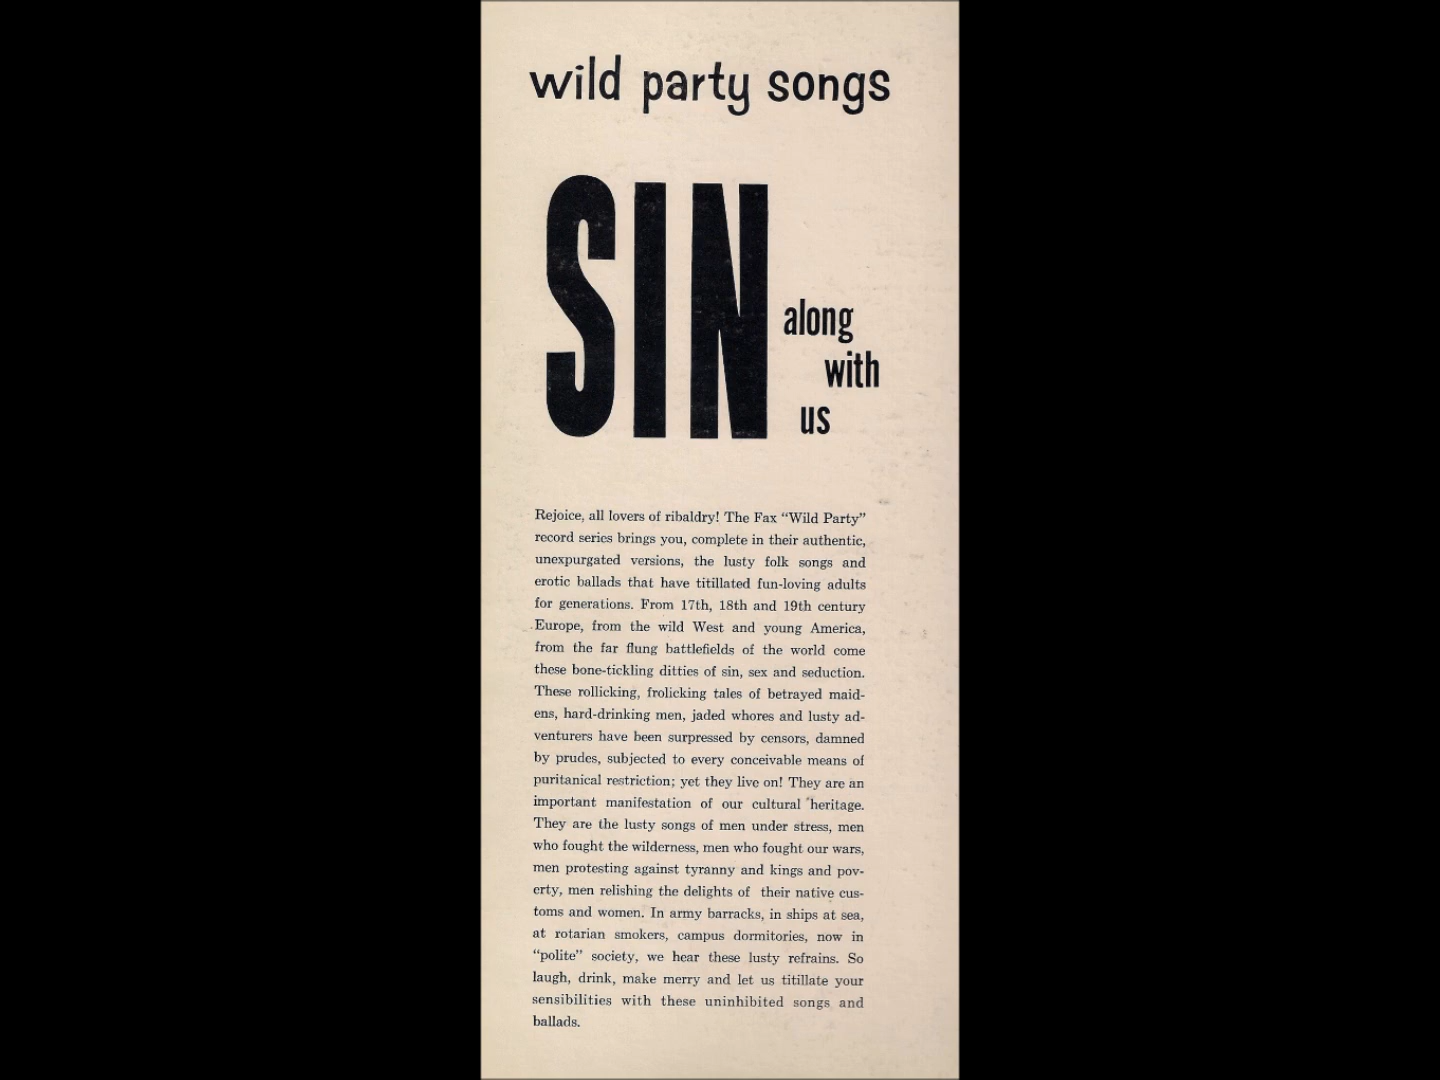 wild party songs
SIN
along
with
us
Rejoice, all lovers of ribaldry! The Fax “Wild Party”
record series brings you, complete in their authentic,
unexpurgated versions, the lusty folk songs and
erotic ballads that have titillated fun-loving adults
for generations. From 17th, 18th and 19th century
Europe, from the wild West and young America,
from the far flung battlefields of the world come
these bone-tickling ditties of sin, sex and seduction.
These rollicking, frolicking tales of betrayed maid-
ens, hard-drinking men, jaded whores and lusty ad-
venturers have been surpressed by censors, damned
by prudes, subjected to every conceivable means of
puritanical restriction; yet they live on! They are an
important manifestation of our cultural heritage.
They are the lusty songs of men under stress, men
who fought the wilderness, men who fought our wars,
men protesting against tyranny and kings and pov-
erty, men relishing the delights of their native cus-
toms and women. In army barracks, in ships at sea,
at rotarian smokers, campus dormitories, now in
“polite” society, we hear these lusty refrains. So
laugh, drink, make merry and let us titillate your
sensibilities with these uninhibited songs and
ballads.